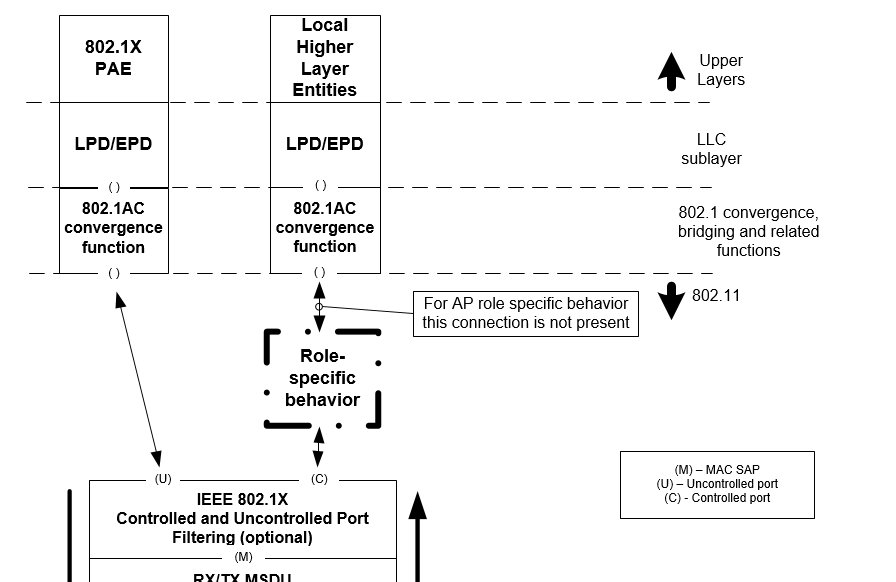 802.1X
PAE
Local
Higher
Layer
Entities
Upper
Layers
LPD/EPD
LPD/EPD
LLC
sublayer
( )
( )
802.1AC
convergence
function
802.1AC
convergence
function
802.1 convergence,
bridging and related
functions
( )
( )
802.11
For AP role specific behavior
this connection is not present
Role-
specific
behavior
(U)
(C)
IEEE 802.1X
Controlled and Uncontrolled Port
Filtering (optional)
(M)
RX/TX MSDU
(M) – MAC SAP
(U) – Uncontrolled port
(C) - Controlled port